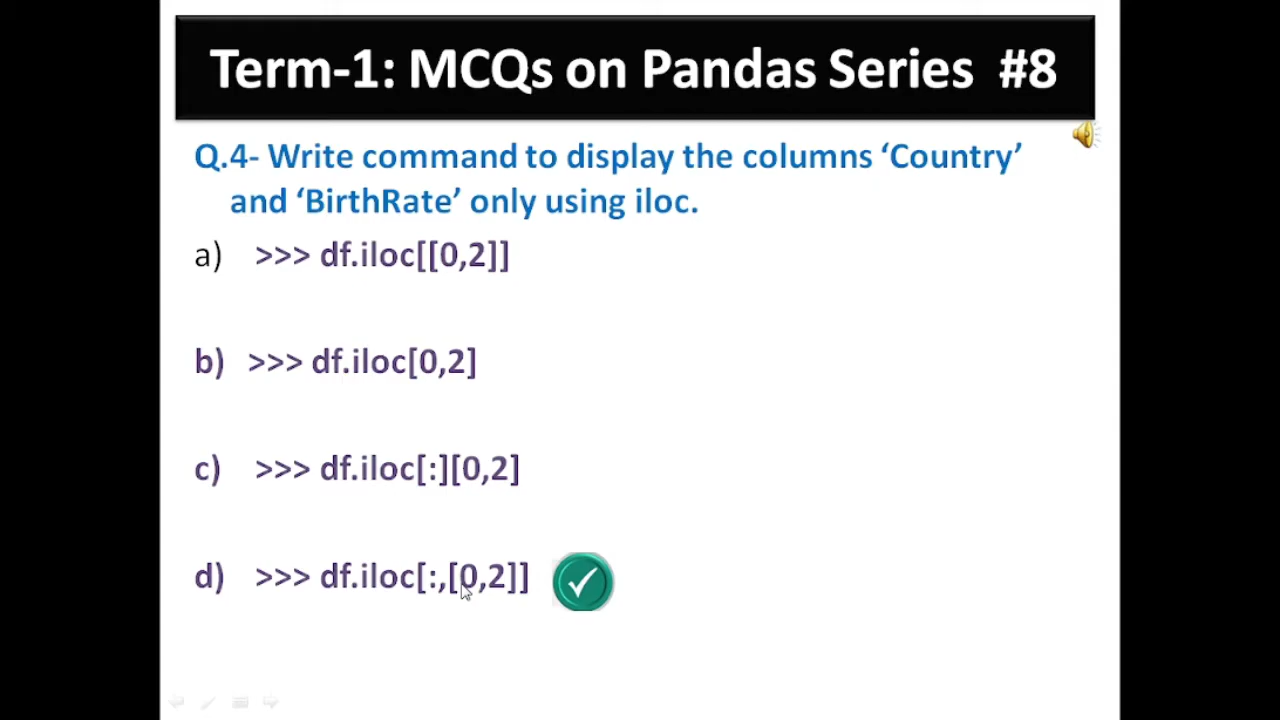 Term-1: MCQs on Pandas Series #8
Q.4- Write command to display the columns ‘Country’
and ‘BirthRate’ only using iloc.
a) >>> df.iloc[[0,2]]
b) >>> df.iloc[0,2]
c) >>> df.iloc[:][0,2]
d) >>> df.iloc[:,[0,2]]